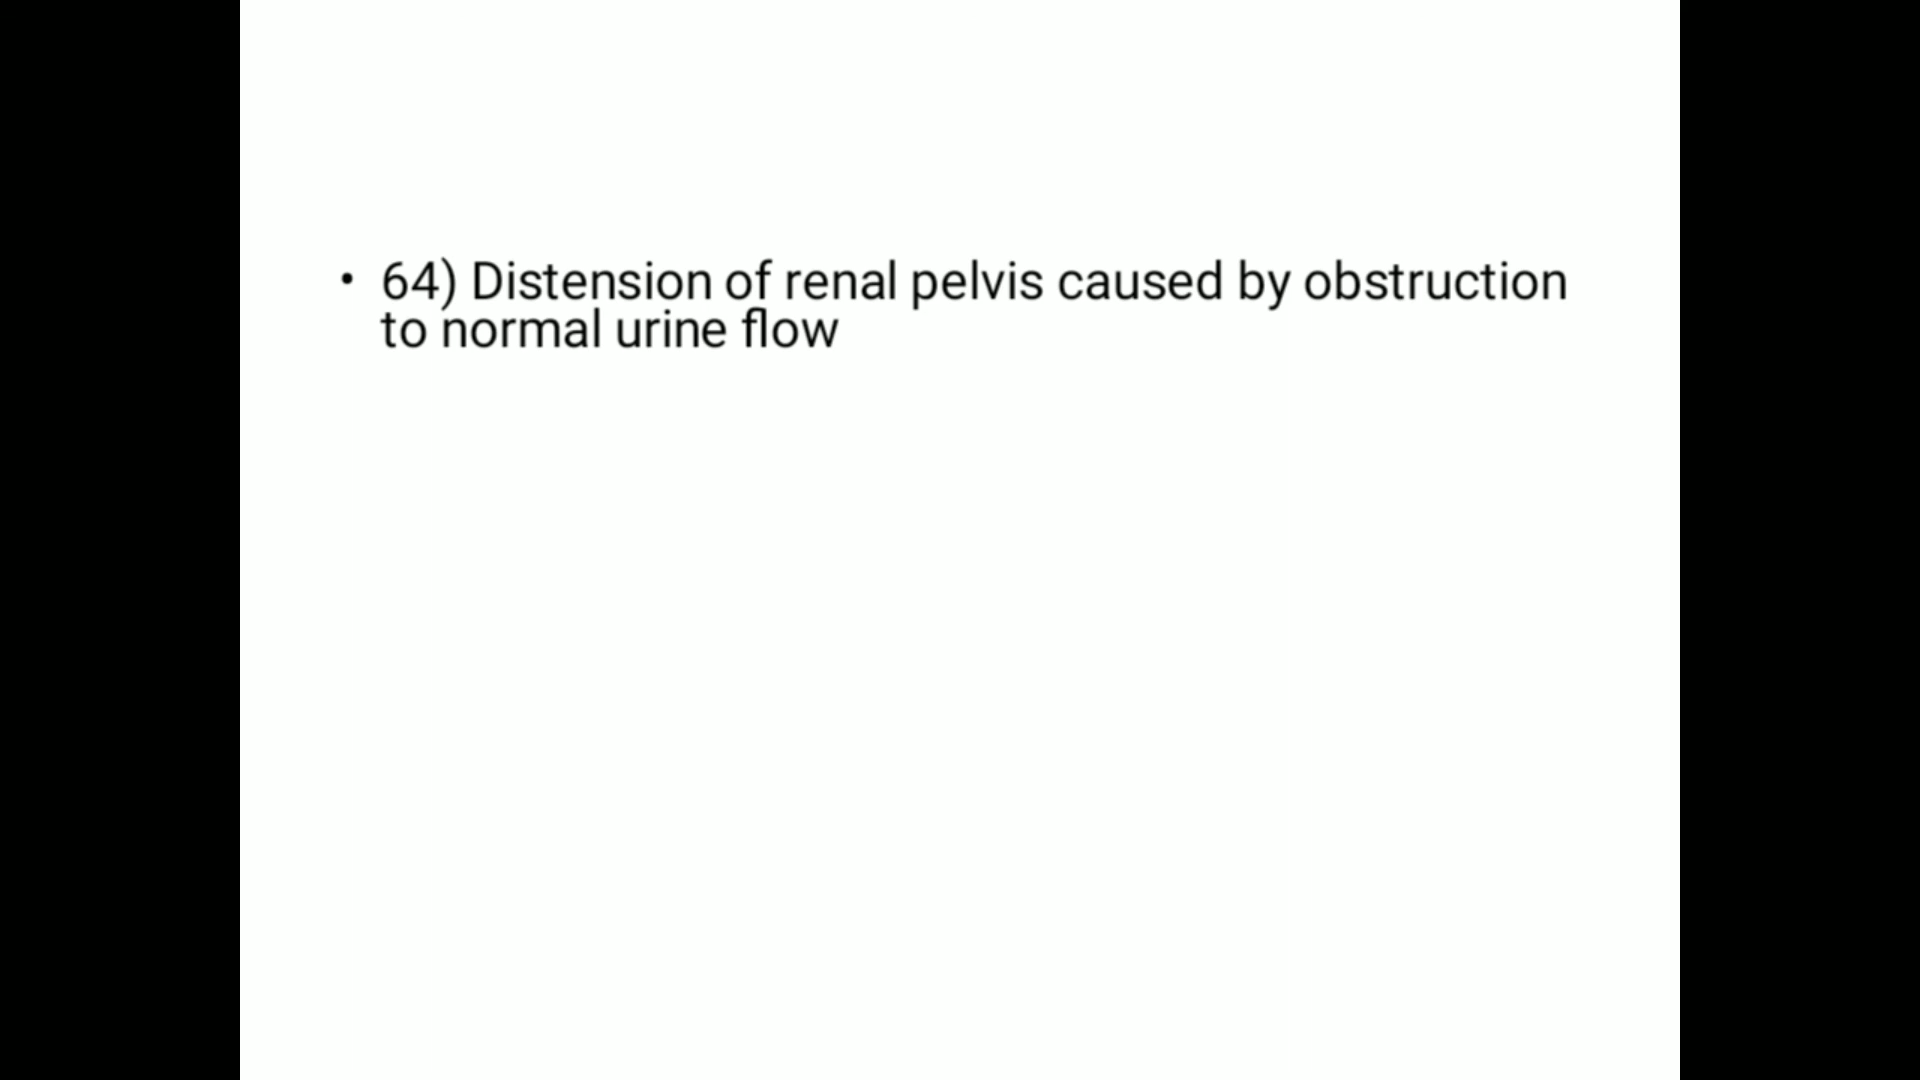 • 64) Distension of renal pelvis caused by obstruction
to normal urine flow